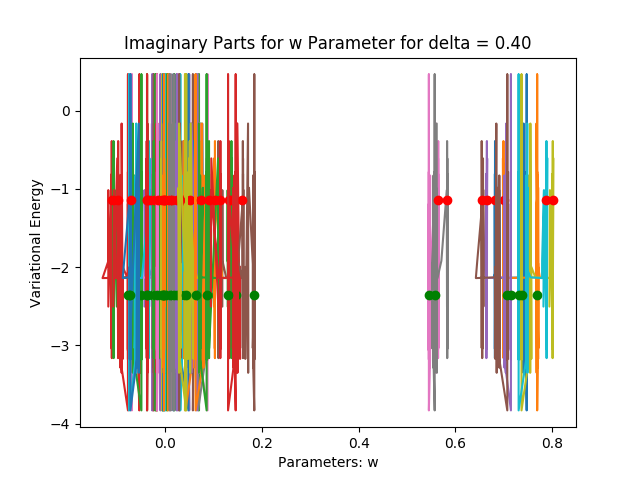 Imaginary Parts for w Parameter for delta = 0.40
Variational Energy
0
−1
−2
−3
−4
0.0 0.2 0.4 0.6 0.8
Parameters: w